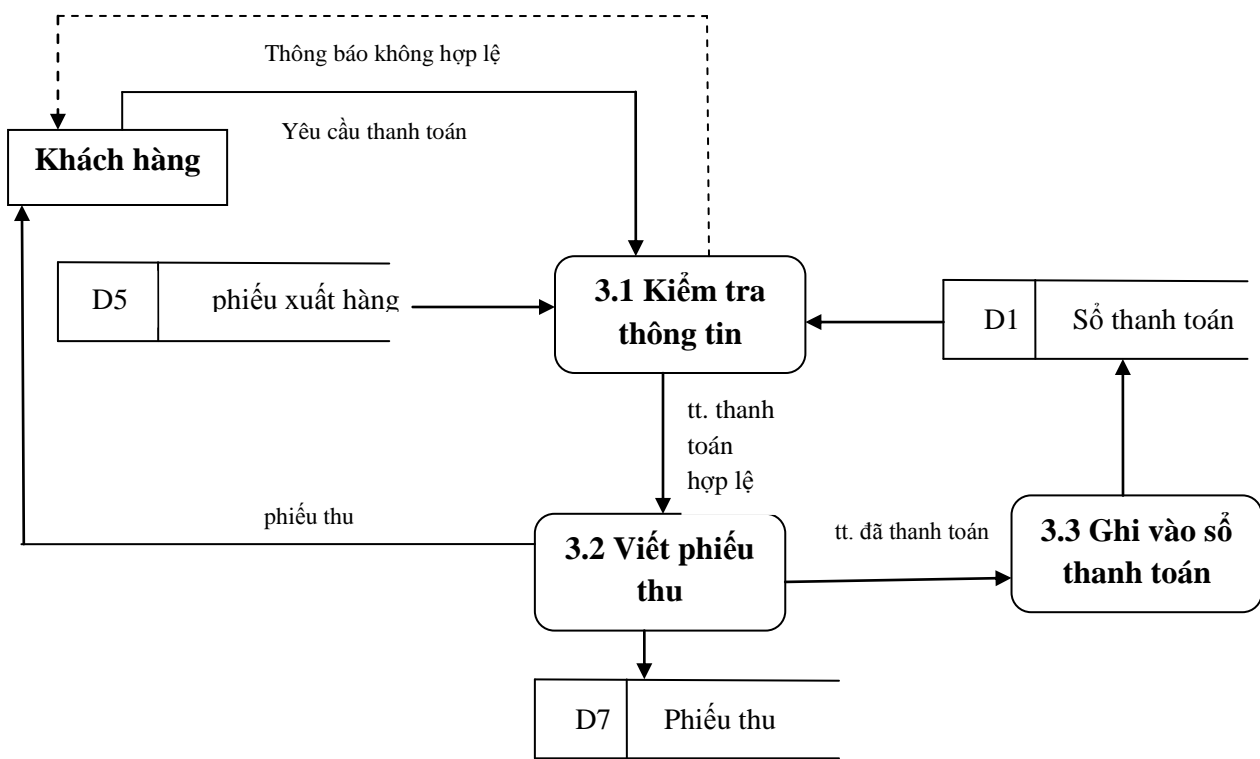 Thông báo không hợp lệ
Yêu cầu thanh toán
Khách hàng
D5
phiếu xuất hàng
3.1 Kiểm tra
thông tin
D1
Sổ thanh toán
tt. thanh
toán
hợp lệ
phiếu thu
3.2 Viết phiếu
thu
tt. đã thanh toán
3.3 Ghi vào sổ
thanh toán
D7
Phiếu thu